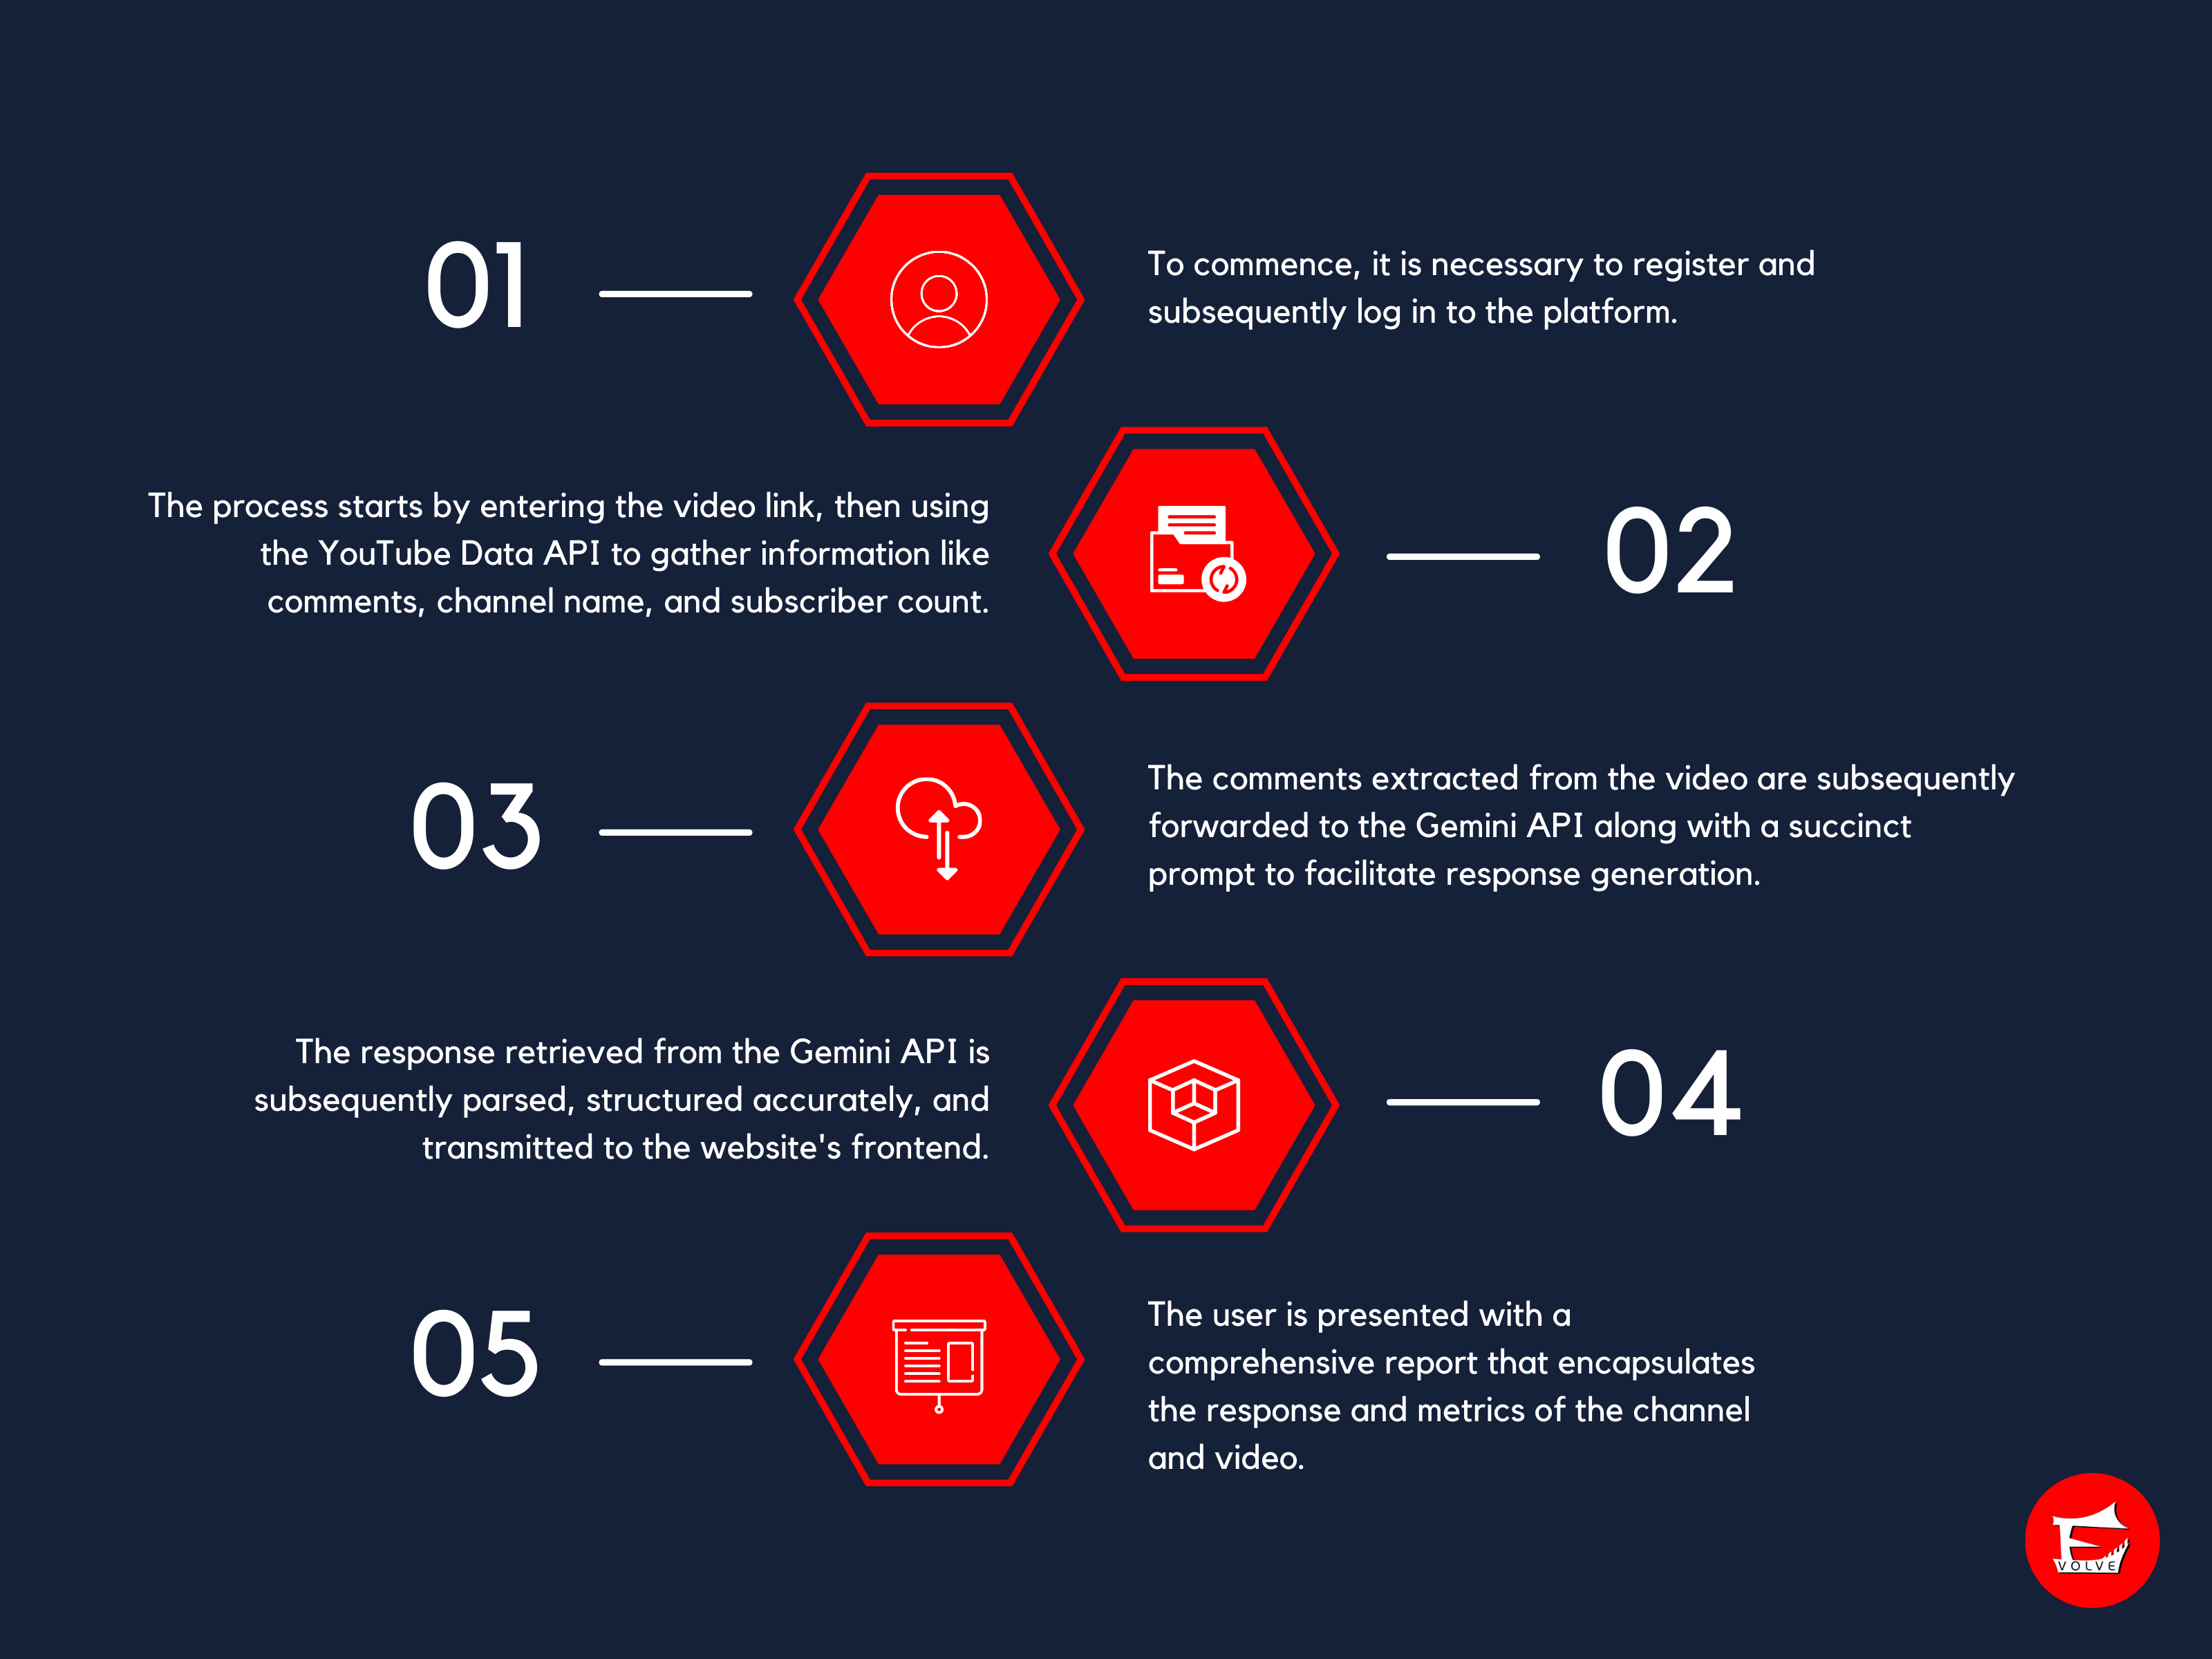 01
To commence, it is necessary to register and
subsequently log in to the platform.
The process starts by entering the video link, then using
the YouTube Data API to gather information like
comments, channel name, and subscriber count.
02
03
The comments extracted from the video are subsequently
forwarded to the Gemini API along with a succinct
prompt to facilitate response generation.
The response retrieved from the Gemini API is
subsequently parsed, structured accurately, and
transmitted to the website's frontend.
04
05
The user is presented with a
comprehensive report that encapsulates
the response and metrics of the channel
and video.
E
VOLVE